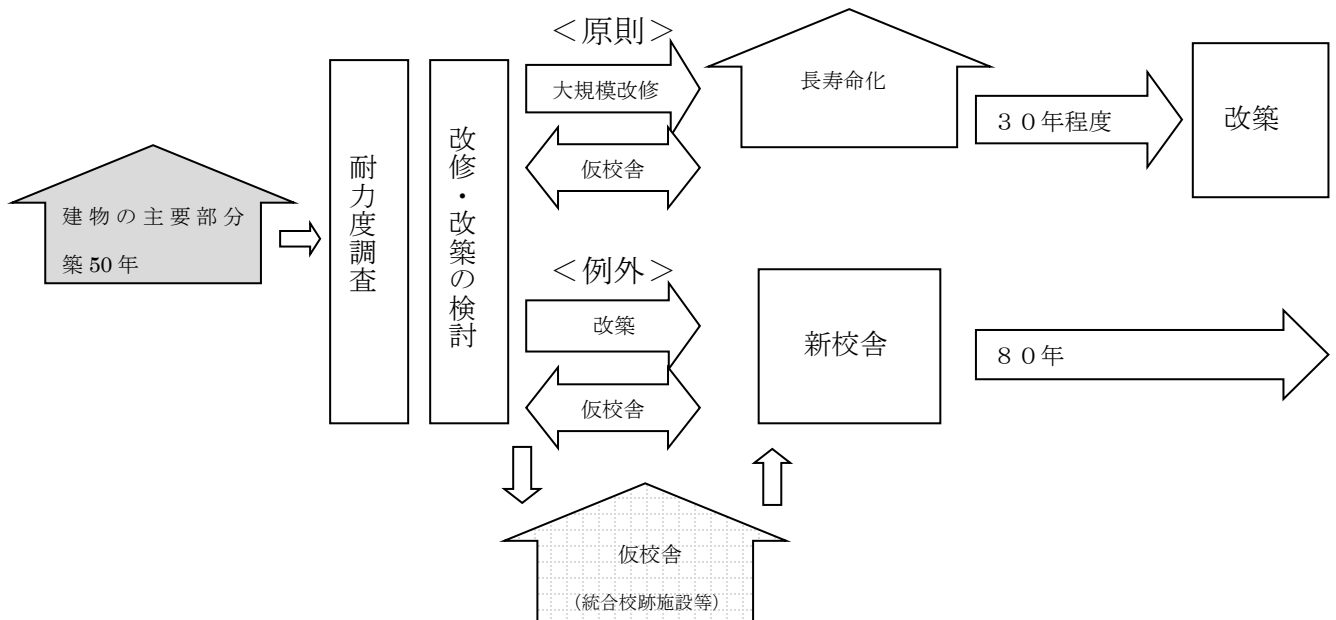 建物の主要部分
築50年
耐力度調査
改修・改築の検討
＜原則＞
大規模改修
仮校舎
長寿命化
３０年程度
改築
＜例外＞
改築
仮校舎
新校舎
８０年
仮校舎
（統合校跡施設等）